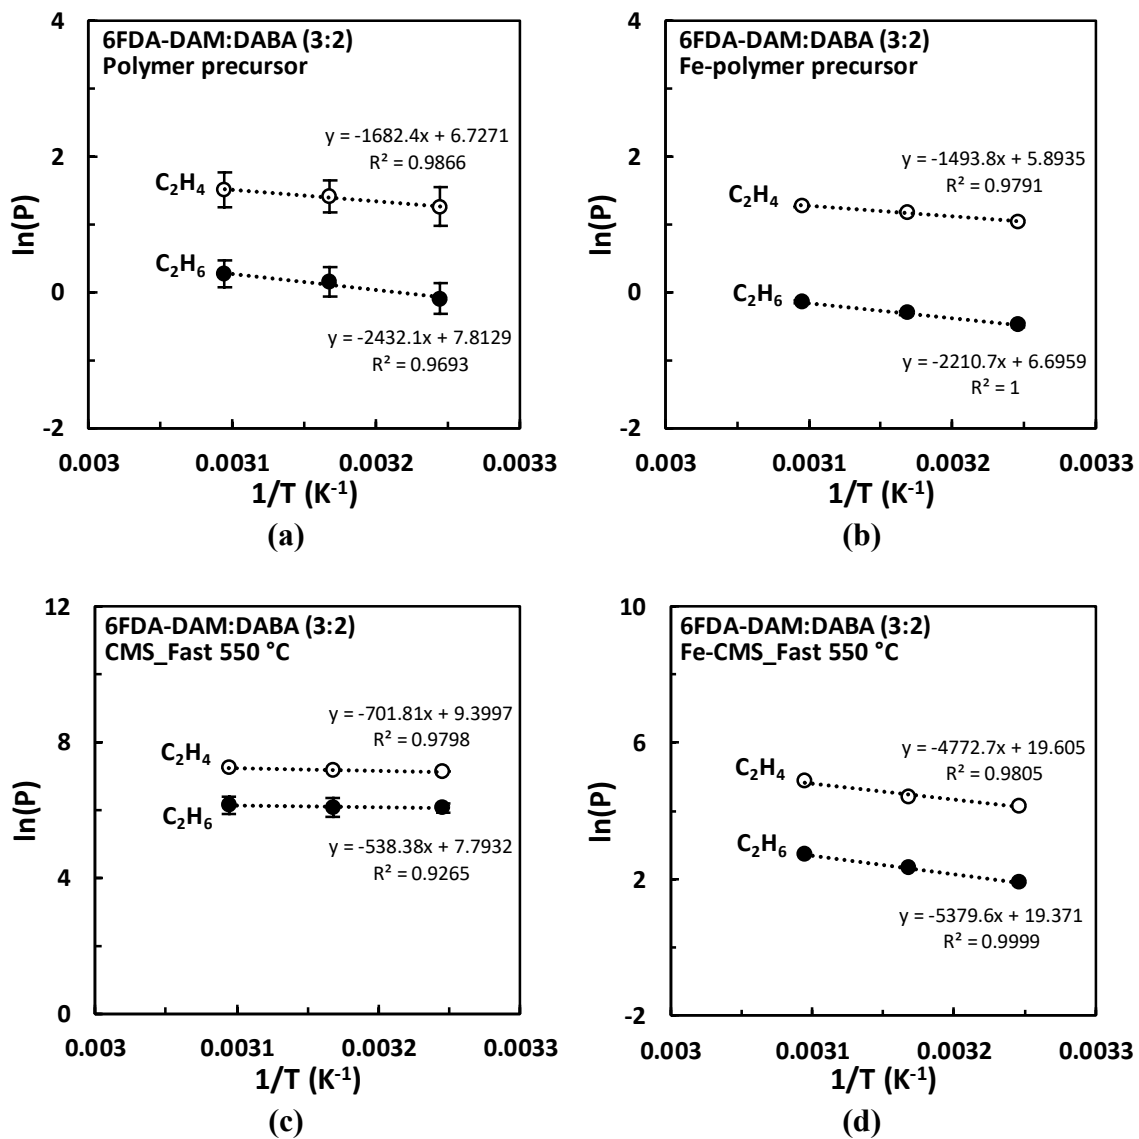 4
2
0
-2
ln(P)
6FDA-DAM:DABA (3:2)
Polymer precursor
y = -1682.4x + 6.7271
R² = 0.9866
C₂H₄
C₂H₆
y = -2432.1x + 7.8129
R² = 0.9693
0.003
0.0031
0.0032
0.0033
1/T (K⁻¹)
(a)
4
2
0
-2
ln(P)
6FDA-DAM:DABA (3:2)
Fe-polymer precursor
y = -1493.8x + 5.8935
R² = 0.9791
C₂H₄
C₂H₆
y = -2210.7x + 6.6959
R² = 1
0.003
0.0031
0.0032
0.0033
1/T (K⁻¹)
(b)
12
8
4
0
ln(P)
6FDA-DAM:DABA (3:2)
CMS_Fast 550 °C
y = -701.81x + 9.3997
R² = 0.9798
C₂H₄
C₂H₆
y = -538.38x + 7.7932
R² = 0.9265
0.003
0.0031
0.0032
0.0033
1/T (K⁻¹)
(c)
10
6
2
-2
ln(P)
6FDA-DAM:DABA (3:2)
Fe-CMS_Fast 550 °C
y = -4772.7x + 19.605
R² = 0.9805
C₂H₄
C₂H₆
y = -5379.6x + 19.371
R² = 0.9999
0.003
0.0031
0.0032
0.0033
1/T (K⁻¹)
(d)